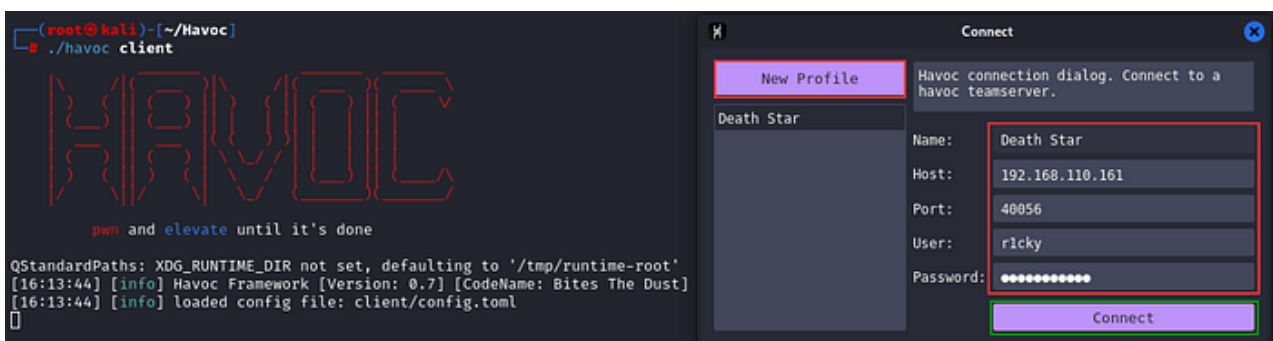 (root㉿kali)-[~/Havoc]
# ./havoc client
HAVOC
pwn and elevate until it's done
QStandardPaths: XDG_RUNTIME_DIR not set, defaulting to '/tmp/runtime-root'
[16:13:44] [info] Havoc Framework [Version: 0.7] [CodeName: Bites The Dust]
[16:13:44] [info] loaded config file: client/config.toml
Connect
New Profile
Death Star
Havoc connection dialog. Connect to a
havoc teamserver.
Name: Death Star
Host: 192.168.110.161
Port: 40056
User: r1cky
Password: ●●●●●●●●●●●
Connect